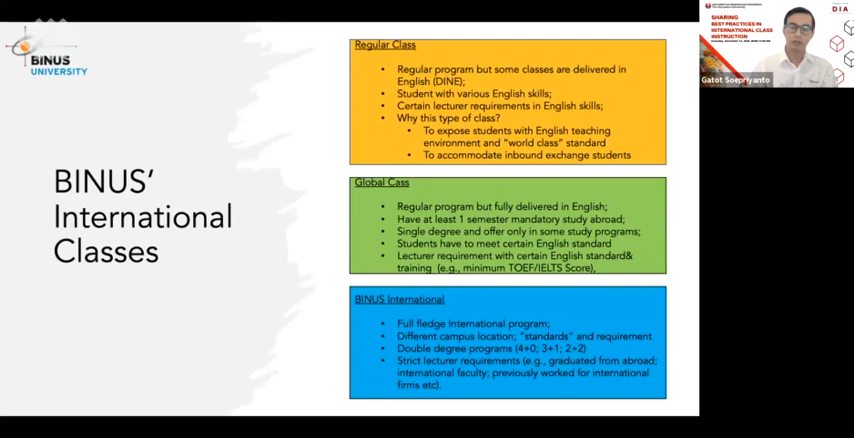 BINUS
UNIVERSITY
BINUS'
International
Classes
Regular Class
• Regular program but some classes are delivered in
English (DINE);
• Student with various English skills;
• Certain lecturer requirements in English skills;
• Why this type of class?
• To expose students with English teaching
environment and "world class" standard
• To accommodate inbound exchange students
Global Cass
• Regular program but fully delivered in English;
• Have at least 1 semester mandatory study abroad;
• Single degree and offer only in some study programs;
• Students have to meet certain English standard
• Lecturer requirement with certain English standard&
training (e.g., minimum TOEF/IELTS Score),
BINUS International
• Full fledge International program;
• Different campus location; "standards" and requirement
• Double degree programs (4+0; 3+1; 2+2)
• Strict lecturer requirements (e.g., graduated from abroad;
international faculty; previously worked for international
firms etc).
SHARING
BEST PRACTICES IN
INTERNATIONAL CLASS
INSTRUCTION
DIA
Gatot Soepriyanto